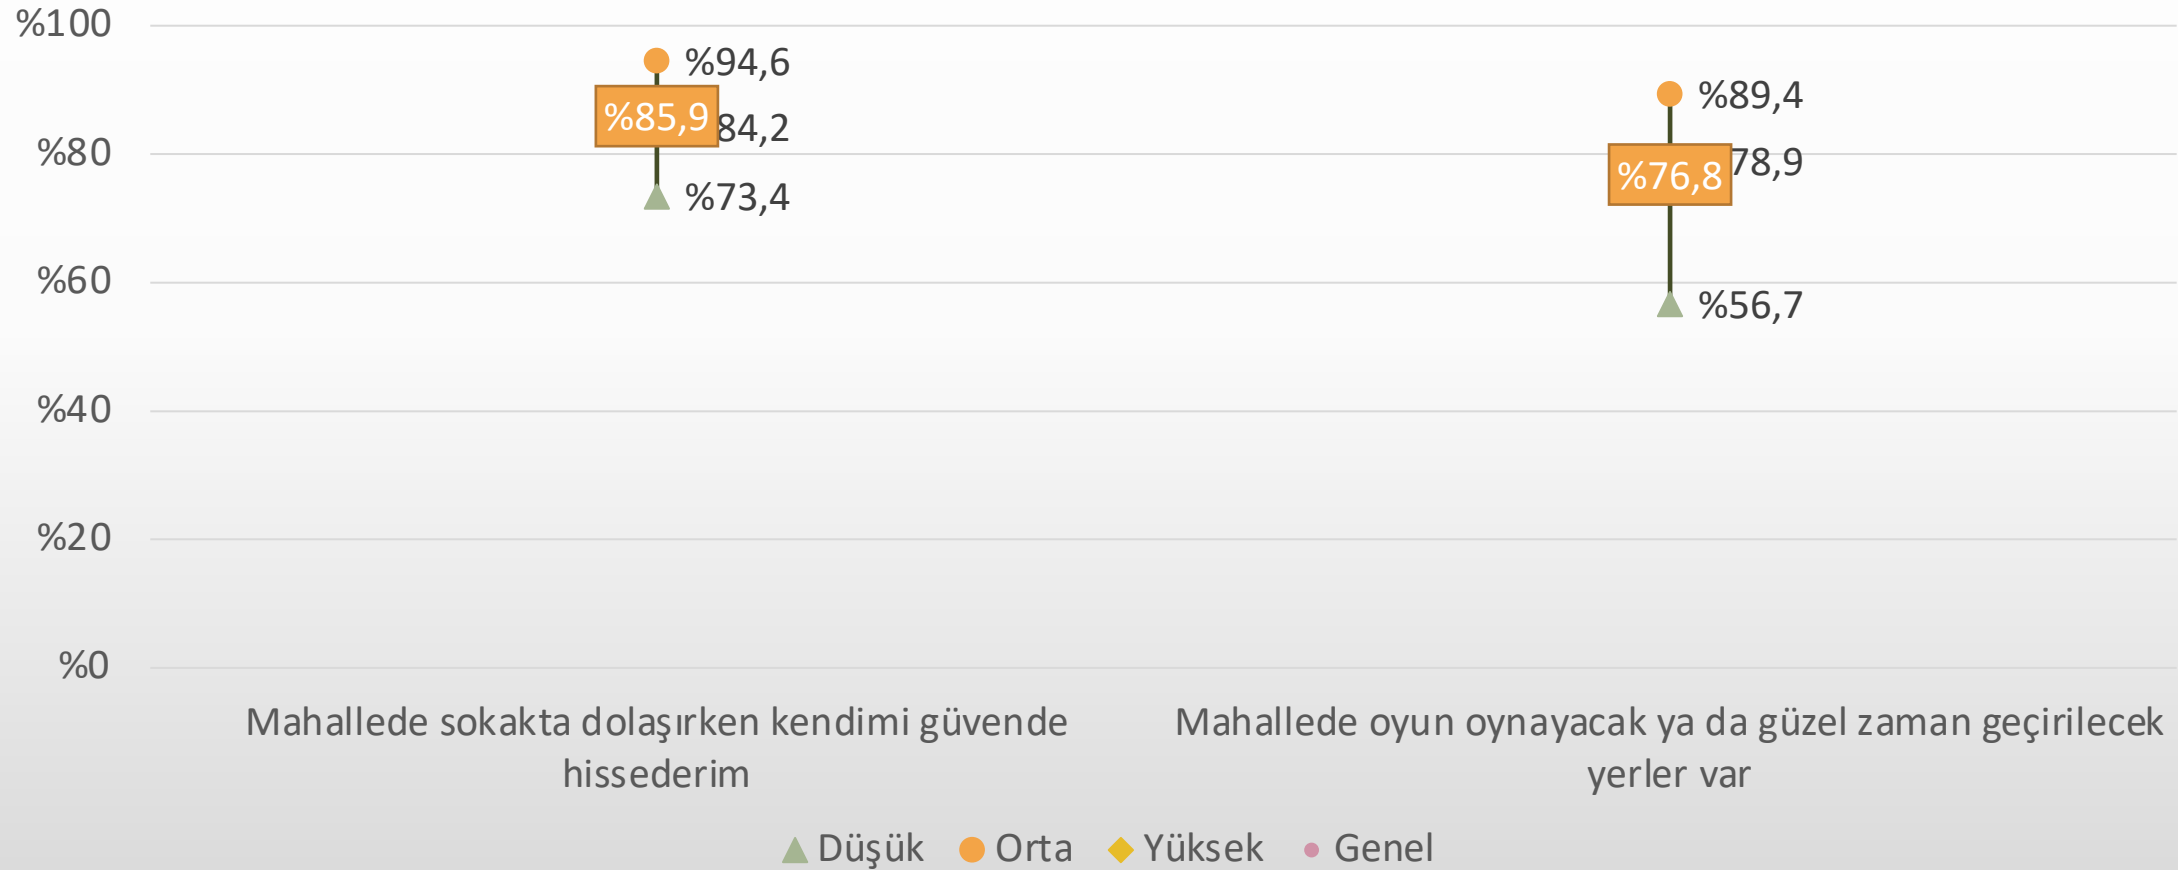 %100
%80
%60
%40
%20
%0
%94,6
%85,9
84,2
%73,4
%89,4
78,9
%76,8
%56,7
Mahallede sokakta dolaşırken kendimi güvende
hissederim
Mahallede oyun oynayacak ya da güzel zaman geçirilecek
yerler var
Düşük Orta Yüksek Genel